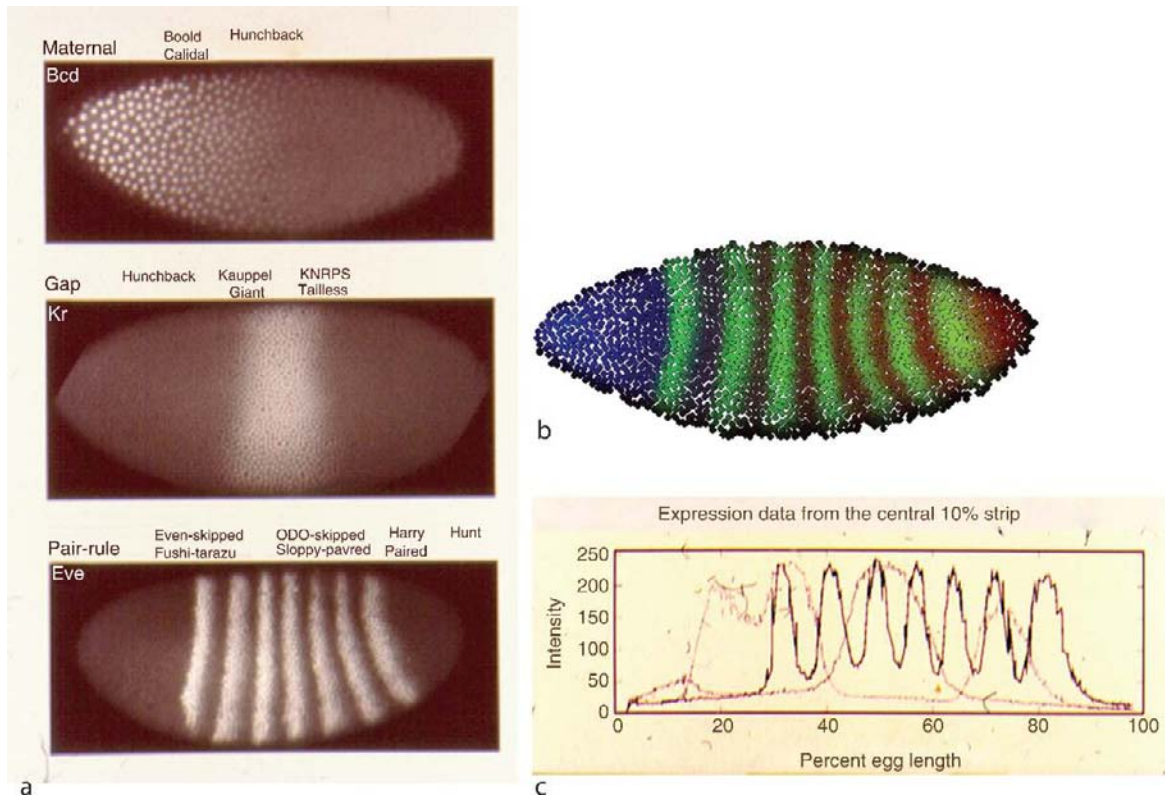 Maternal
Boold Hunchback
Calidal
Bcd
Gap
Hunchback Kauppel KNRPS
Giant Tailless
Kr
Pair-rule
Even-skipped ODO-skipped Harry Hunt
Fushi-tarazu Sloppy-pavred Paired
Eve
a
b
Expression data from the central 10% strip
Intensity
250
200
150
100
50
0
0 20 40 60 80 100
Percent egg length
c